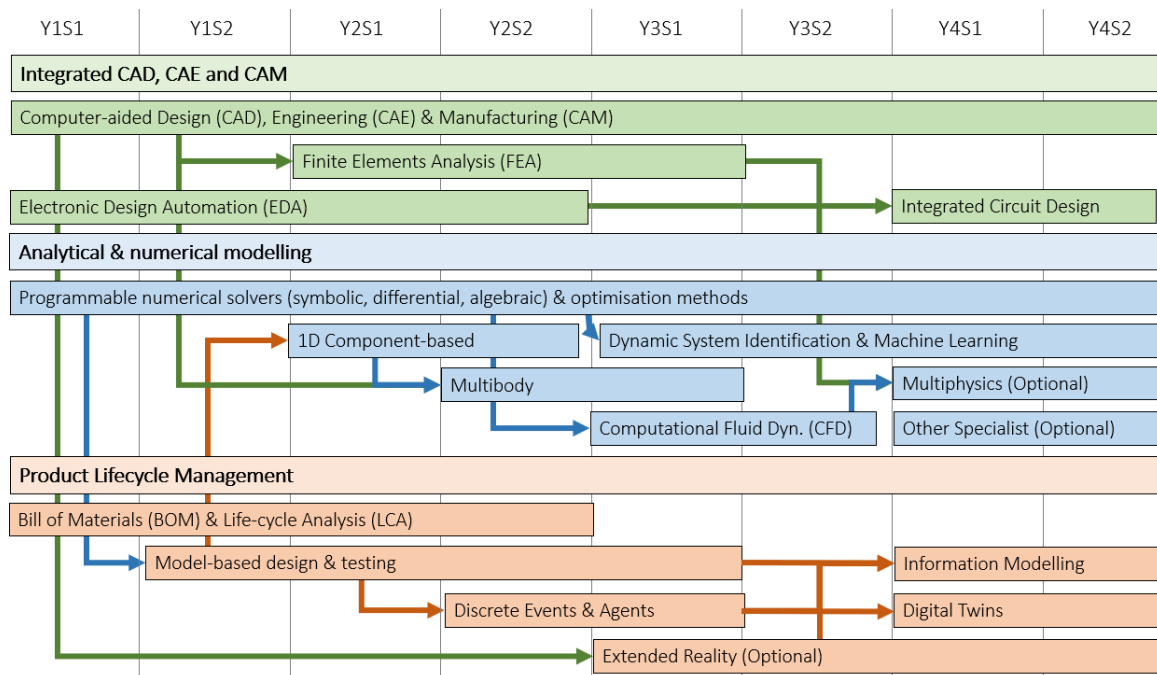 Y1S1 Y1S2 Y2S1 Y2S2 Y3S1 Y3S2 Y4S1 Y4S2
Integrated CAD, CAE and CAM
Computer-aided Design (CAD), Engineering (CAE) & Manufacturing (CAM)
Finite Elements Analysis (FEA)
Electronic Design Automation (EDA) Integrated Circuit Design
Analytical & numerical modelling
Programmable numerical solvers (symbolic, differential, algebraic) & optimisation methods
1D Component-based Dynamic System Identification & Machine Learning
Multibody Multiphysics (Optional)
Computational Fluid Dyn. (CFD) Other Specialist (Optional)
Product Lifecycle Management
Bill of Materials (BOM) & Life-cycle Analysis (LCA)
Model-based design & testing Information Modelling
Discrete Events & Agents Digital Twins
Extended Reality (Optional)